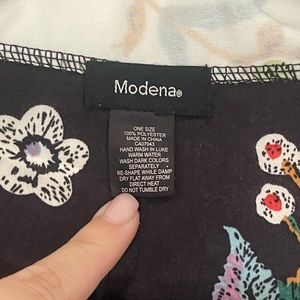 Modena®
ONE SIZE
100% POLYESTER
MADE IN CHINA
CA07043
HAND WASH IN LUKE
WARM WATER
WASH DARK COLORS
SEPARATELY
RE-SHAPE WHILE DAMP
DRY FLAT AWAY FROM
DIRECT HEAT
DO NOT TUMBLE DRY